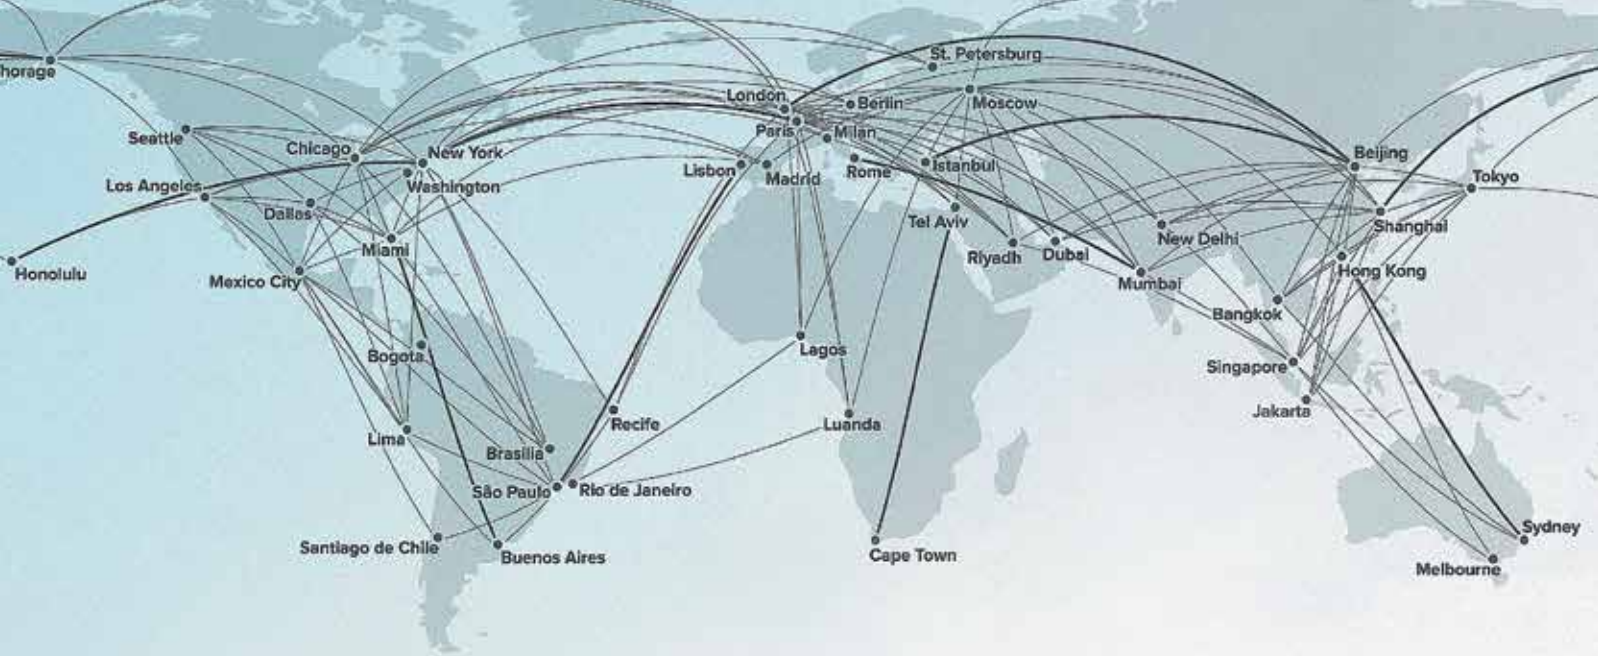 St. Petersburg
horage
London
Berlin
Moscow
Seattle
Paris
Milan
Chicago
New York
Beijing
Lisbon
Madrid
Rome
Istanbul
Tokyo
Los Angeles
Washington
Dallas
Tel Aviv
Shanghai
Miami
New Delhi
Riyadh
Dubai
Honolulu
Mexico City
Mumbai
Hong Kong
Bangkok
Bogota
Lagos
Singapore
Jakarta
Recife
Luanda
Lima
Brasilia
São Paulo
Rio de Janeiro
Sydney
Santiago de Chile
Buenos Aires
Cape Town
Melbourne